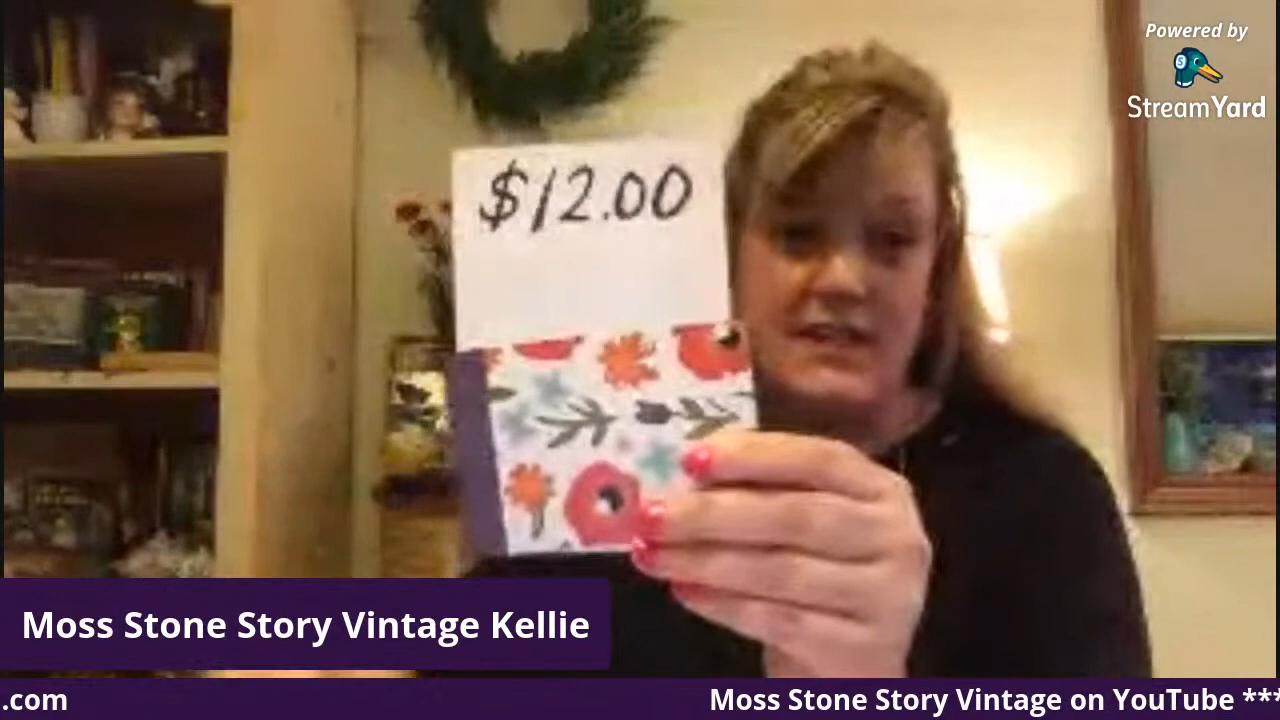 Powered by
StreamYard
$12.00
Moss Stone Story Vintage Kellie
.com
Moss Stone Story Vintage on YouTube ***